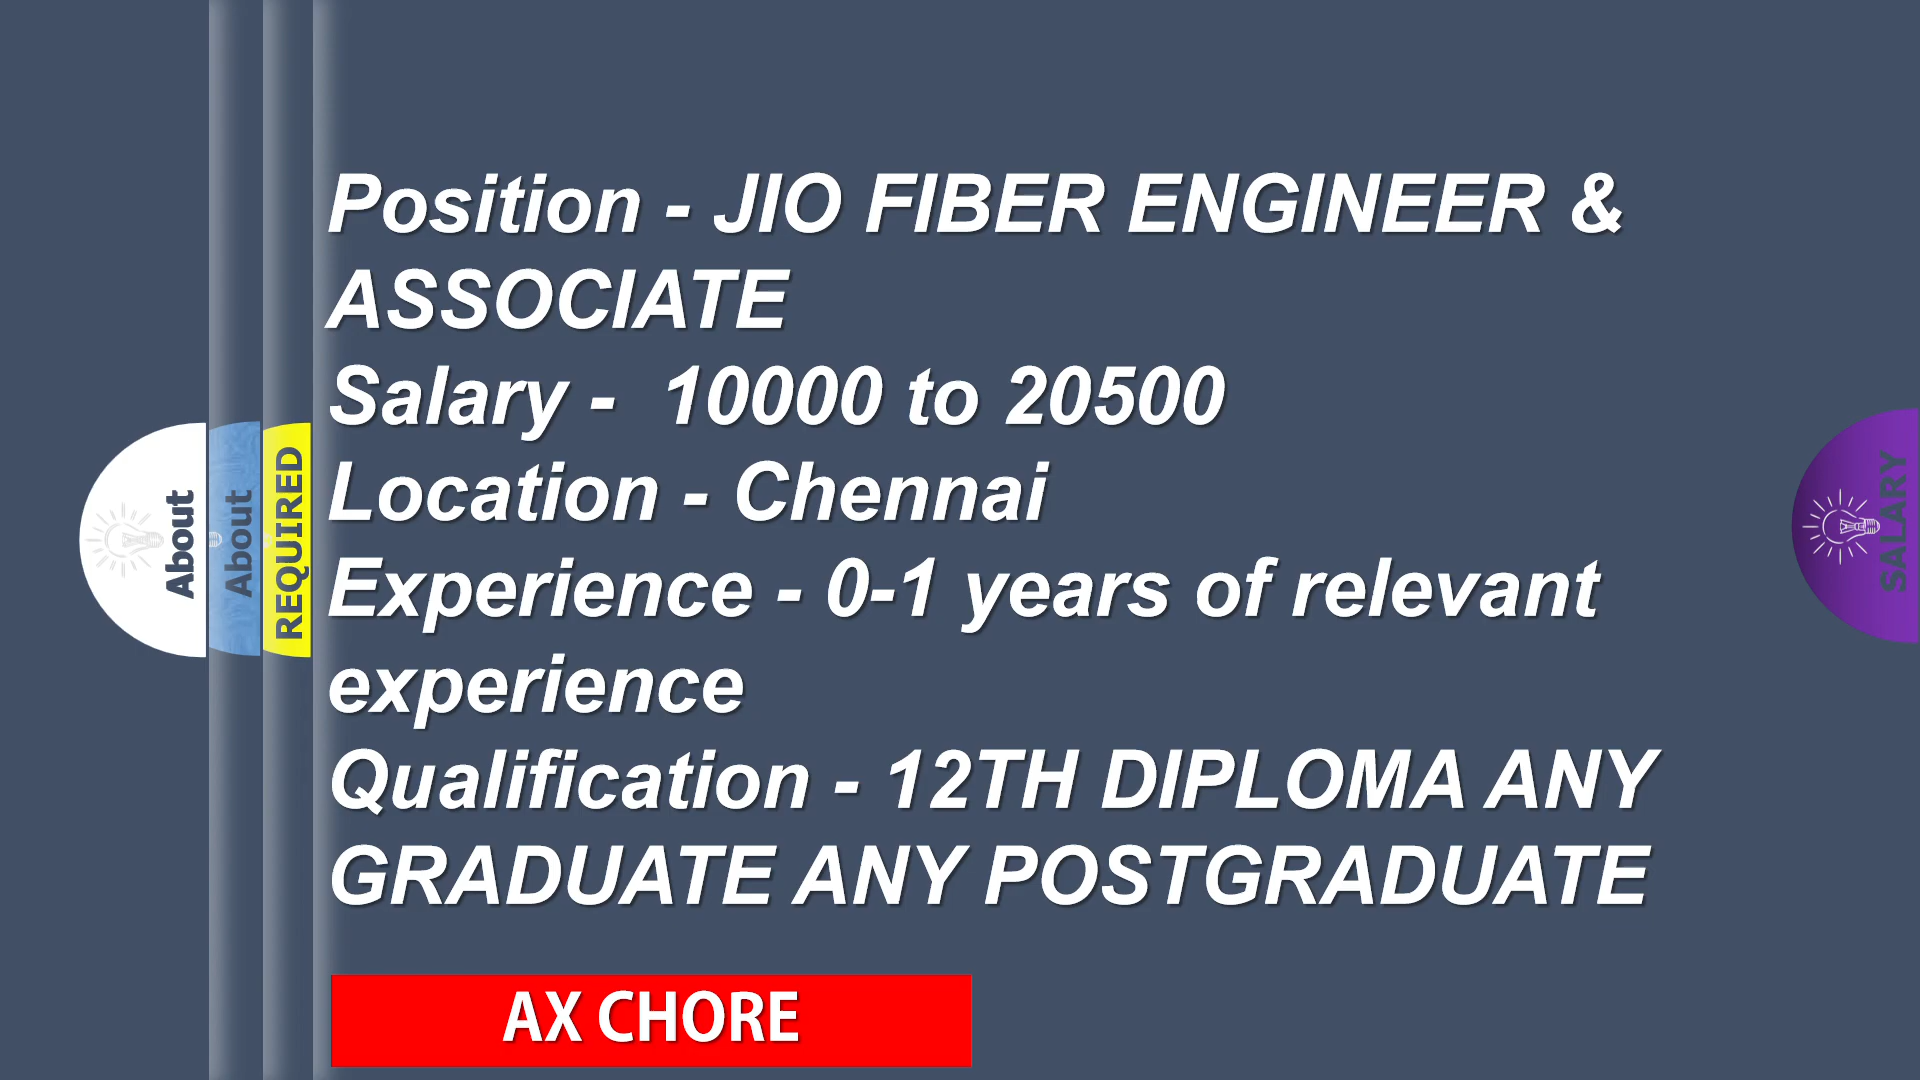 Position - JIO FIBER ENGINEER &
ASSOCIATE
Salary -  10000 to 20500
Location - Chennai
Experience - 0-1 years of relevant
experience
Qualification - 12TH DIPLOMA ANY
GRADUATE ANY POSTGRADUATE
AX CHORE
About
About
REQUIRED
SALARY